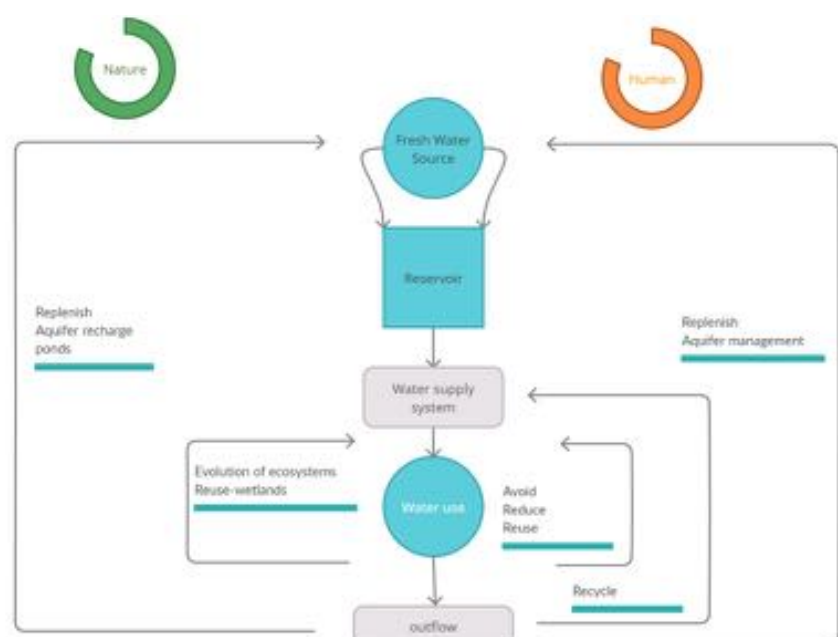 Nature
Human
Fresh Water
Source
Reservoir
Replenish
Aquifer recharge
ponds
Replenish
Aquifer management
Water supply
system
Evolution of ecosystems
Reuse-wetlands
Water use
Avoid
Reduce
Reuse
Recycle
outflow